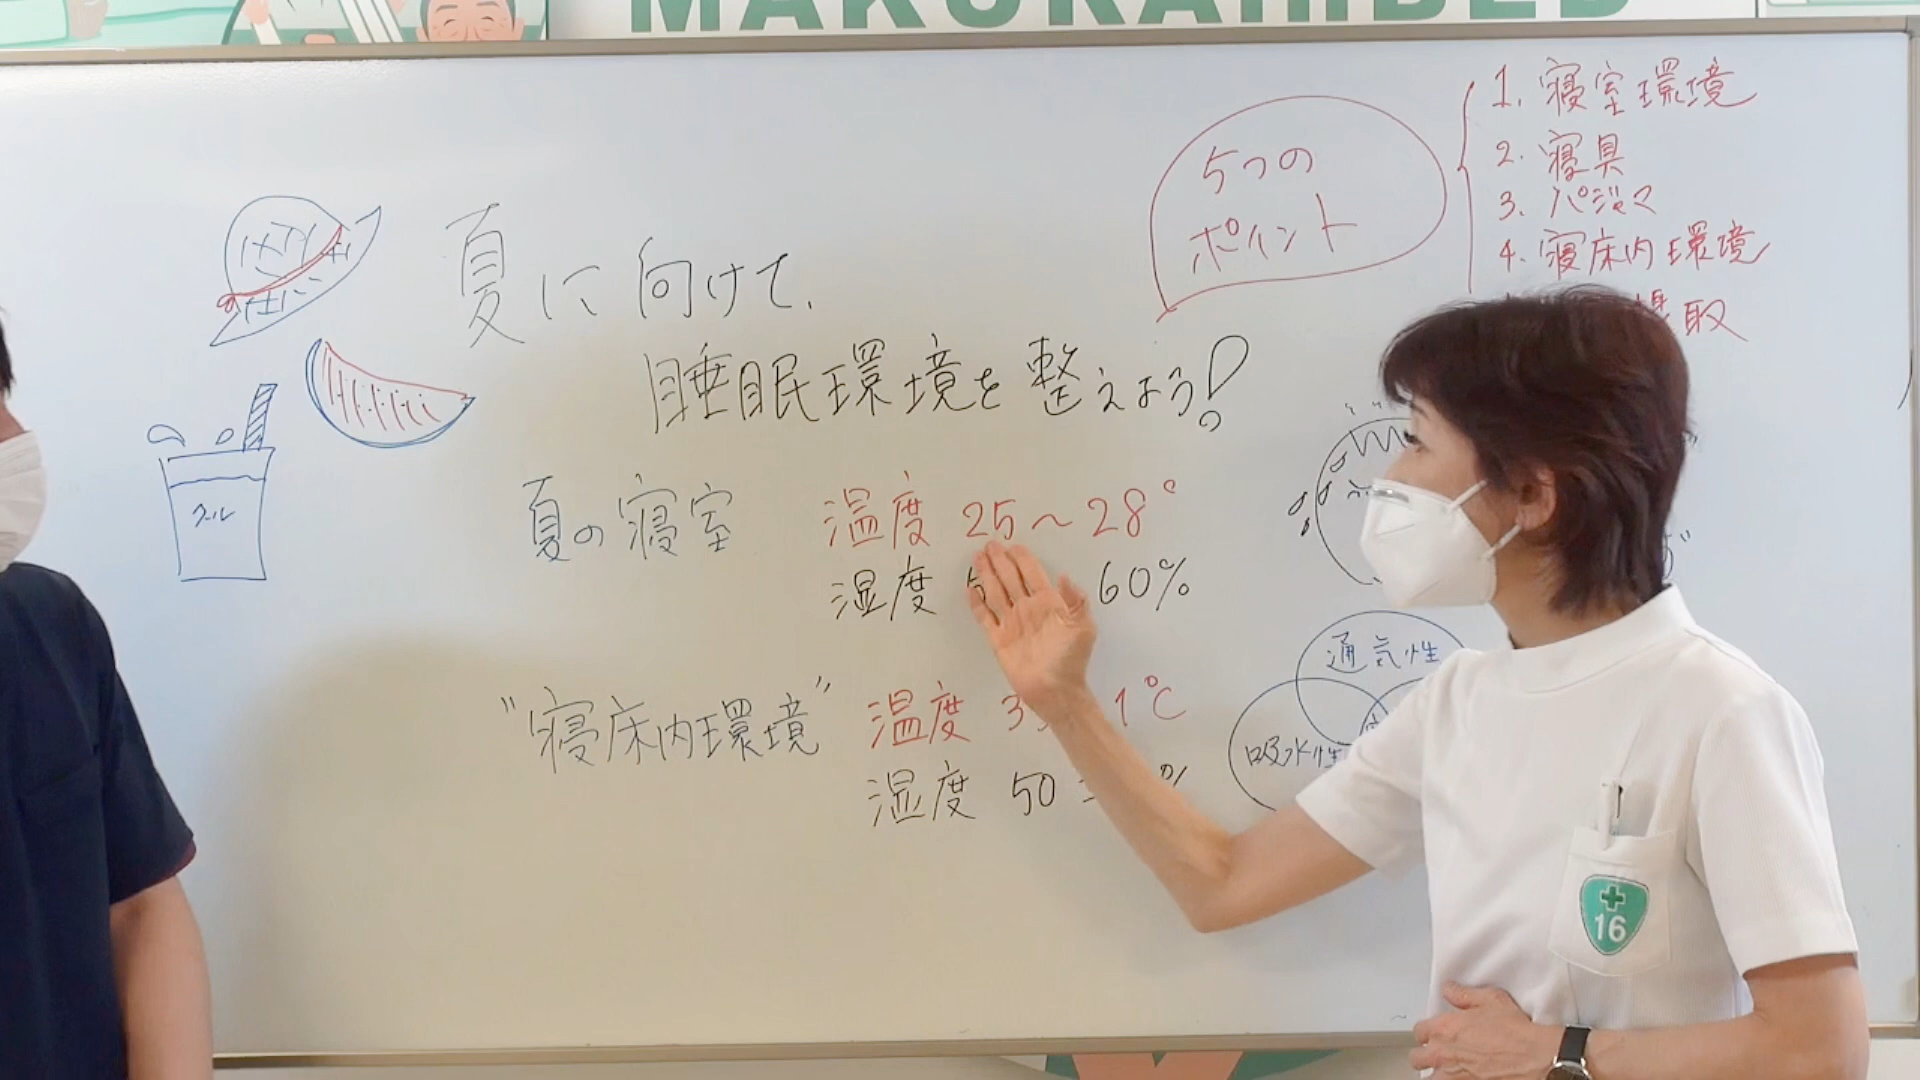 5つの
ポイント
1. 寝室環境
2. 寝具
3. パジャマ
4. 寝床内環境
取
夏に向けて、
睡眠環境を整えよう!
クール
夏の寝室 温度 25~28°
湿度 60%
"寝床内環境" 温度 1℃
湿度 50 %
通気性
吸水性
16